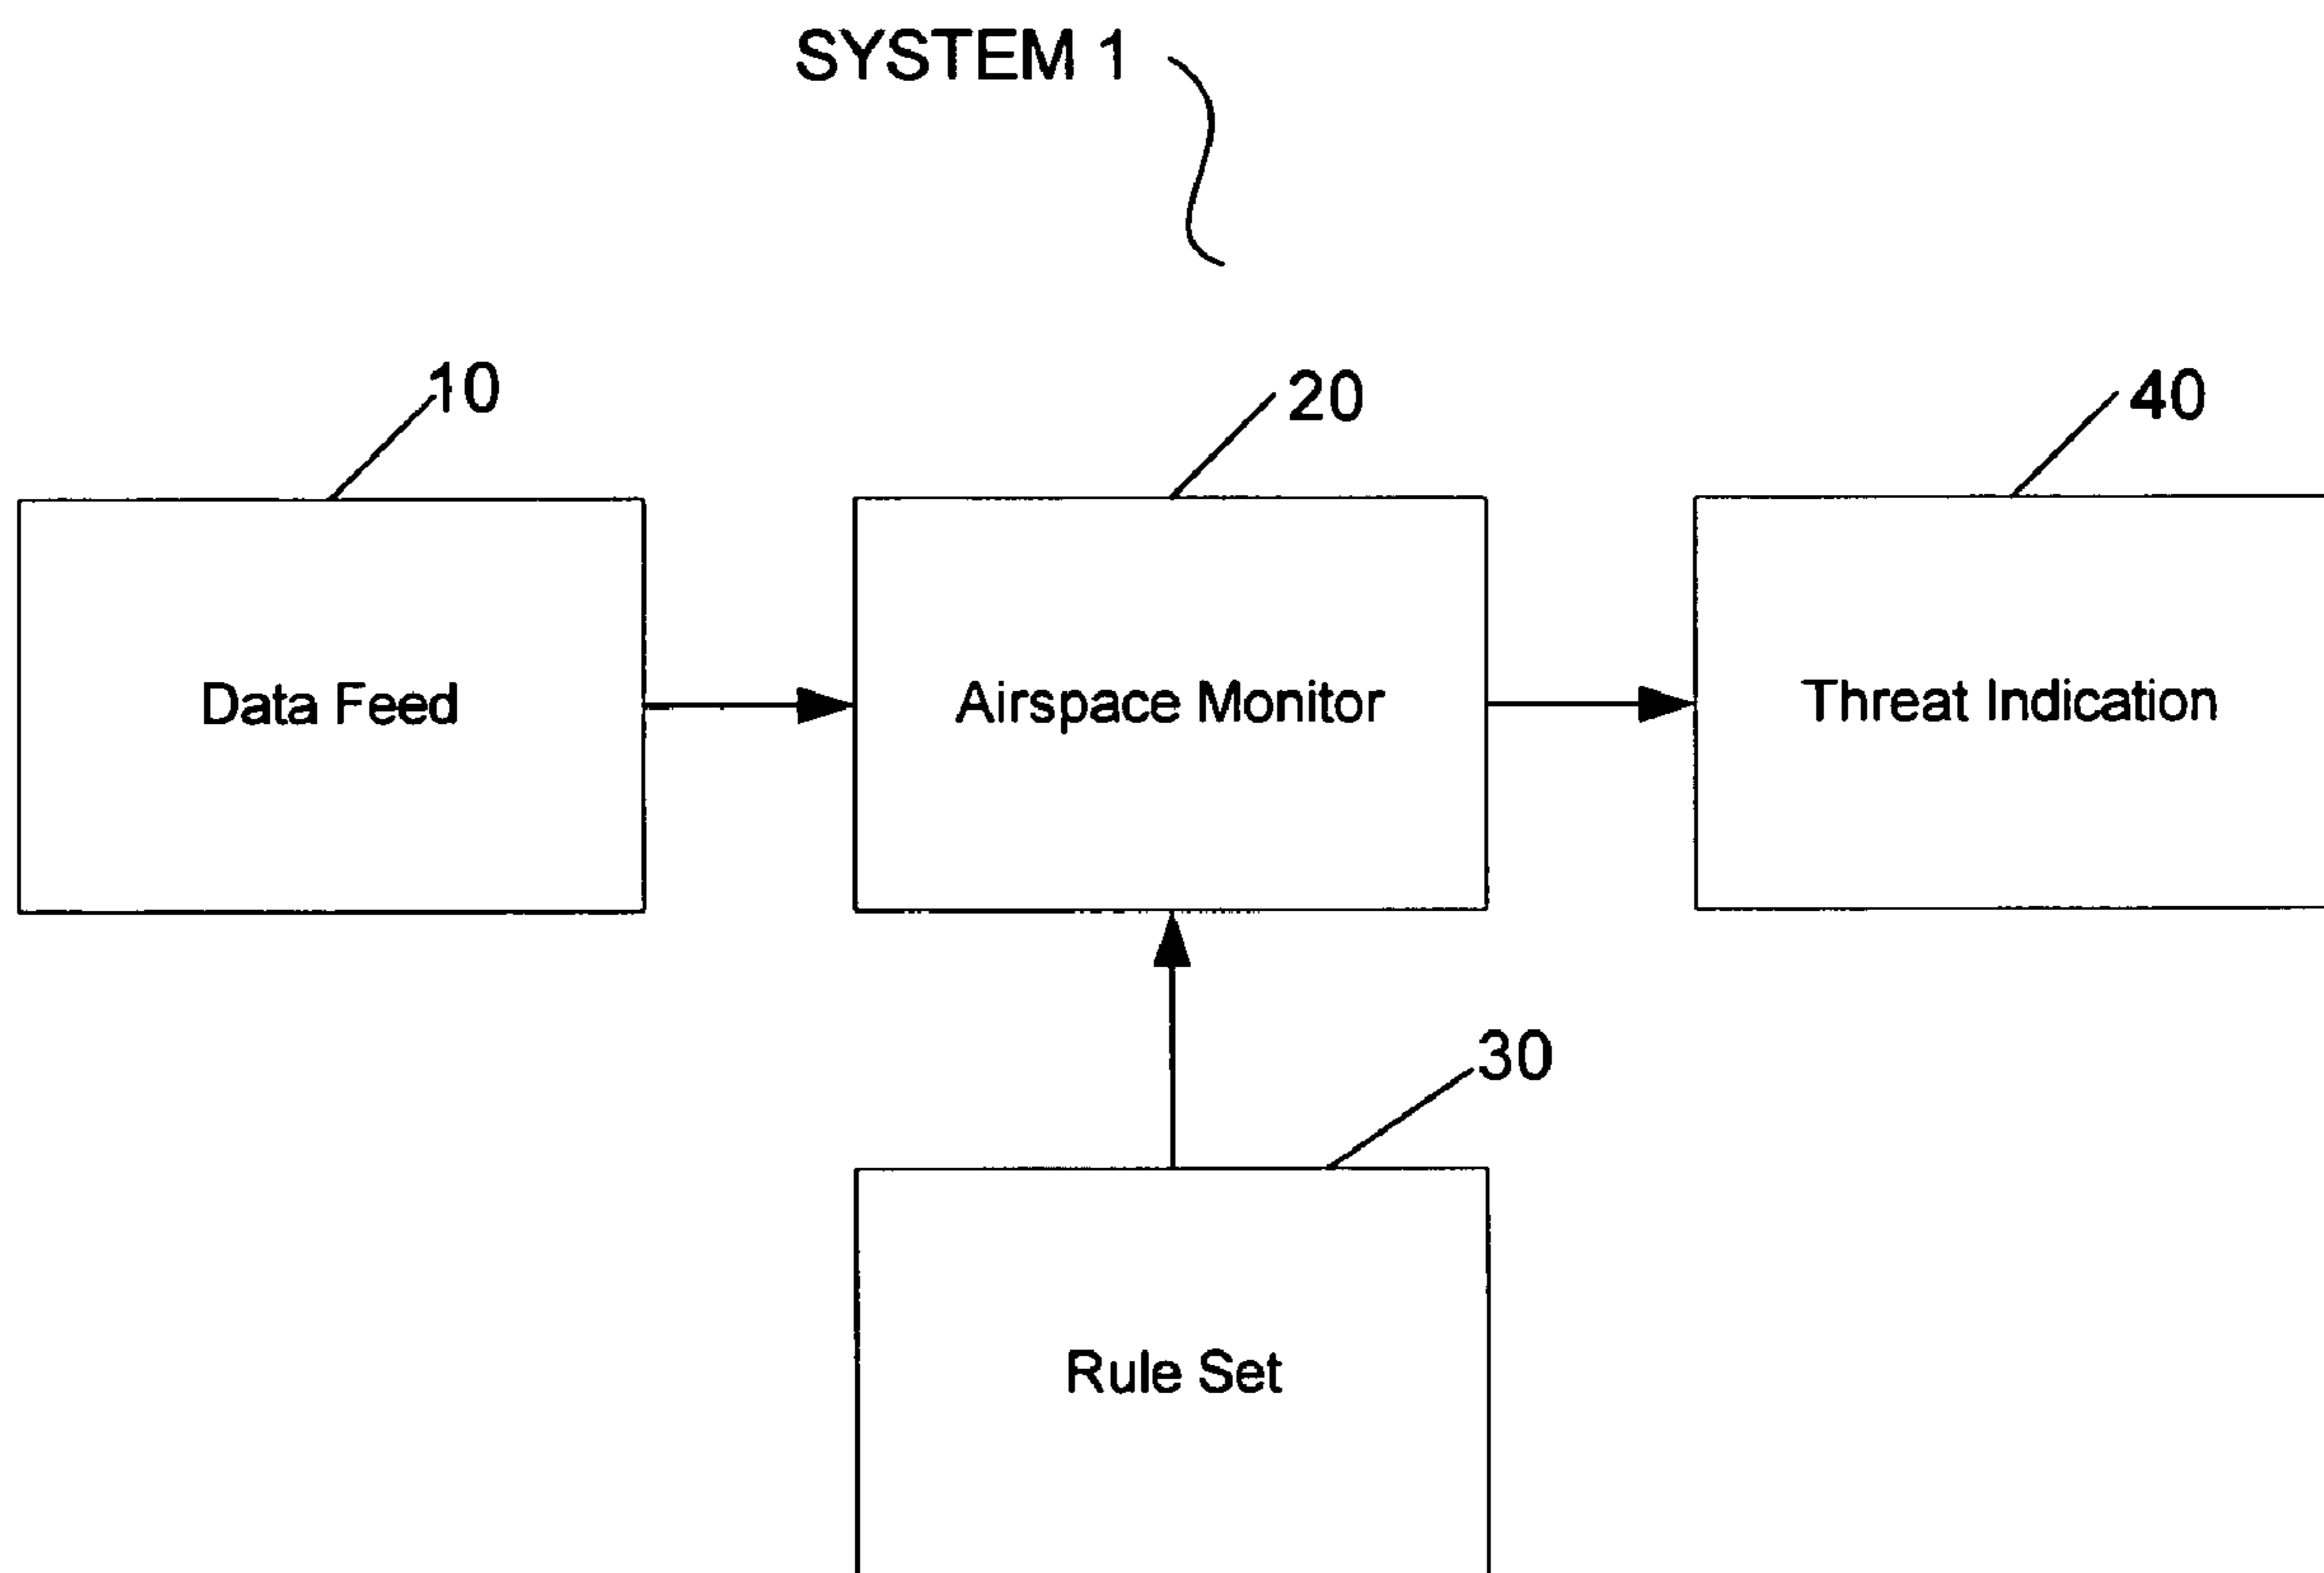 SYSTEM 1
10
20
40
Data Feed
Airspace Monitor
Threat Indication
30
Rule Set